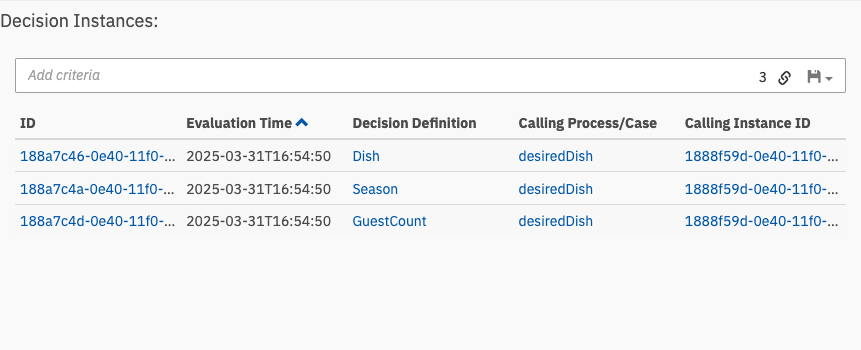 Decision Instances:
Add criteria 3
ID Evaluation Time Decision Definition Calling Process/Case Calling Instance ID
188a7c46-0e40-11f0-... 2025-03-31T16:54:50 Dish desiredDish 1888f59d-0e40-11f0-...
188a7c4a-0e40-11f0-... 2025-03-31T16:54:50 Season desiredDish 1888f59d-0e40-11f0-...
188a7c4d-0e40-11f0-... 2025-03-31T16:54:50 GuestCount desiredDish 1888f59d-0e40-11f0-...